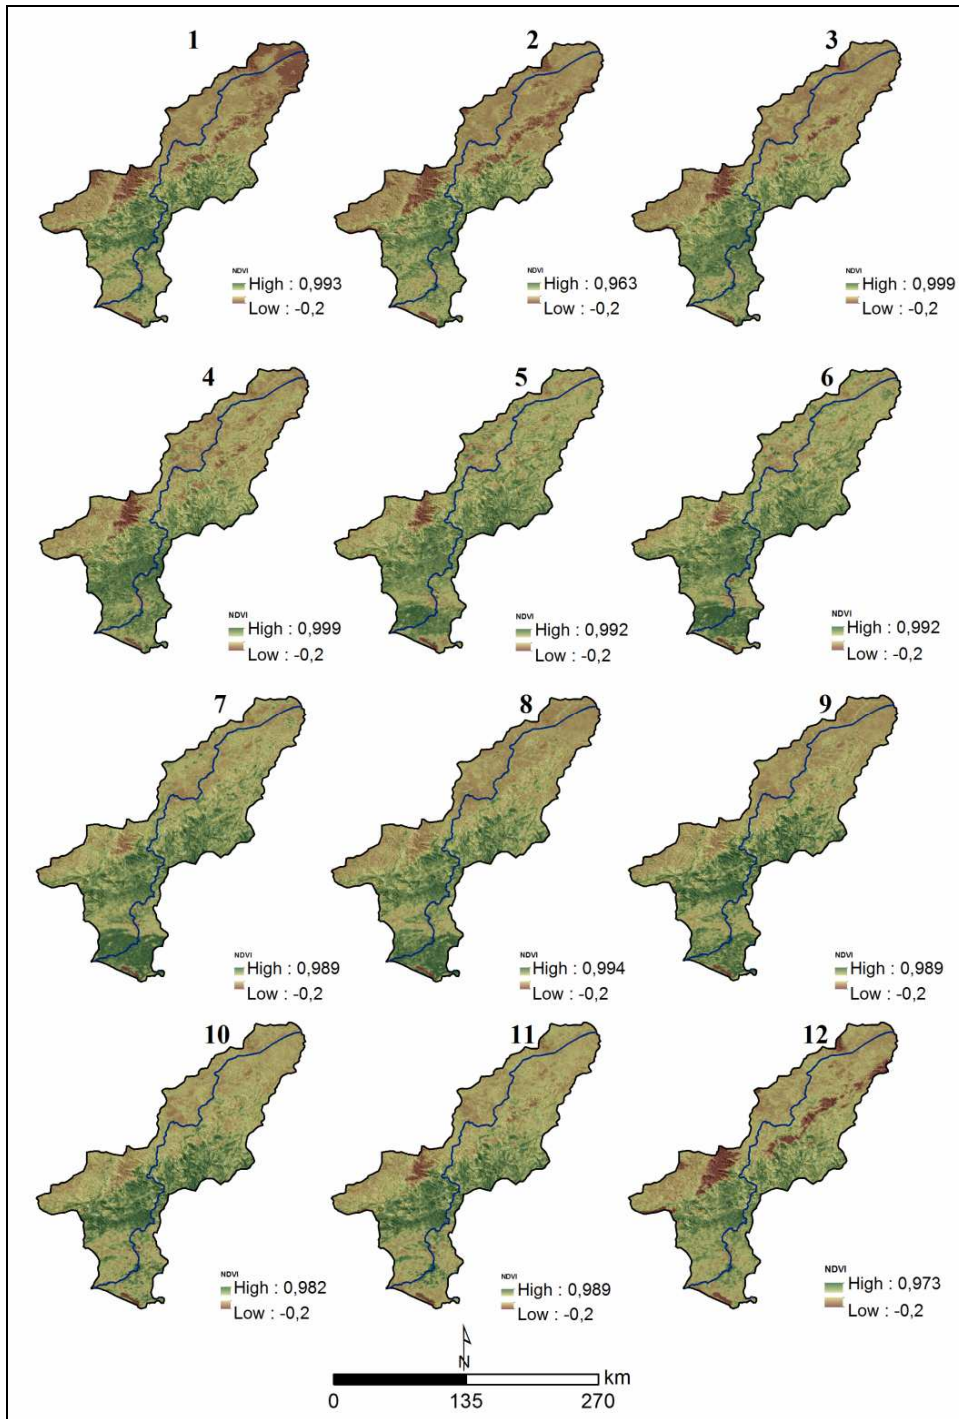 1
2
3
NDVI
High : 0,993
Low : -0,2
NDVI
High : 0,963
Low : -0,2
NDVI
High : 0,999
Low : -0,2
4
5
6
NDVI
High : 0,999
Low : -0,2
NDVI
High : 0,992
Low : -0,2
NDVI
High : 0,992
Low : -0,2
7
8
9
NDVI
High : 0,989
Low : -0,2
NDVI
High : 0,994
Low : -0,2
NDVI
High : 0,989
Low : -0,2
10
11
12
NDVI
High : 0,982
Low : -0,2
NDVI
High : 0,989
Low : -0,2
NDVI
High : 0,973
Low : -0,2
N
km
0 135 270